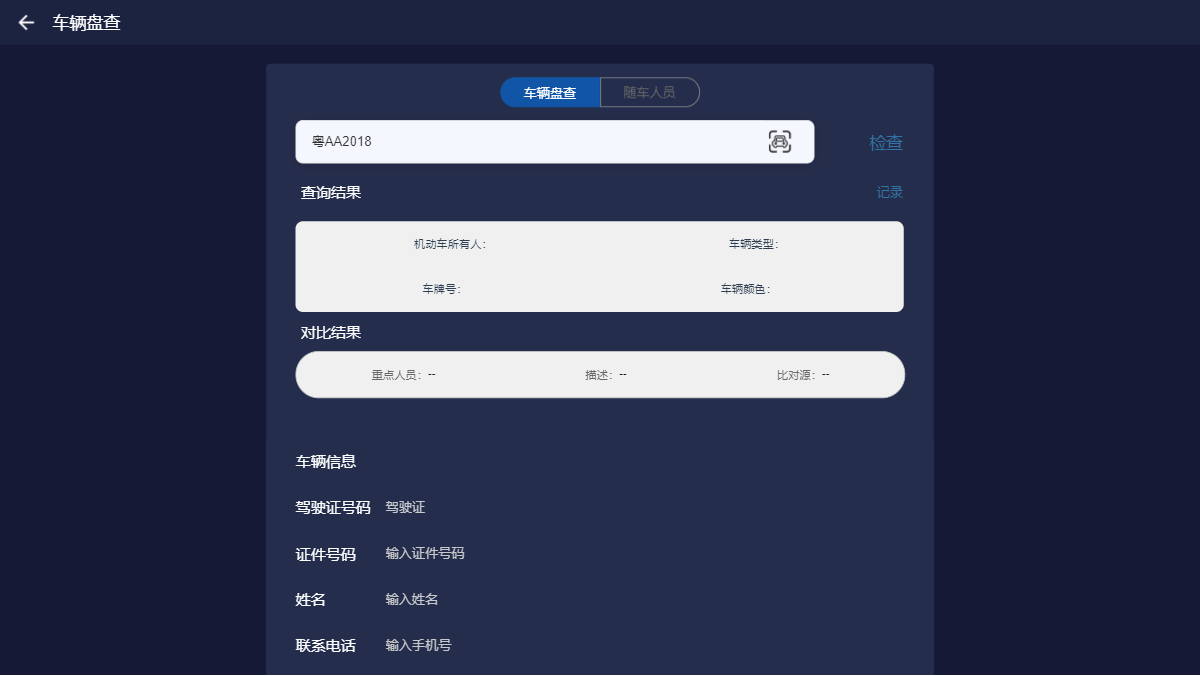 车辆盘查
车辆盘查 随车人员
粤AA2018 检查
查询结果 记录
机动车所有人: 车辆类型:
车牌号: 车辆颜色:
对比结果
重点人员: -- 描述: -- 比对源: --
车辆信息
驾驶证号码 驾驶证
证件号码 输入证件号码
姓名 输入姓名
联系电话 输入手机号